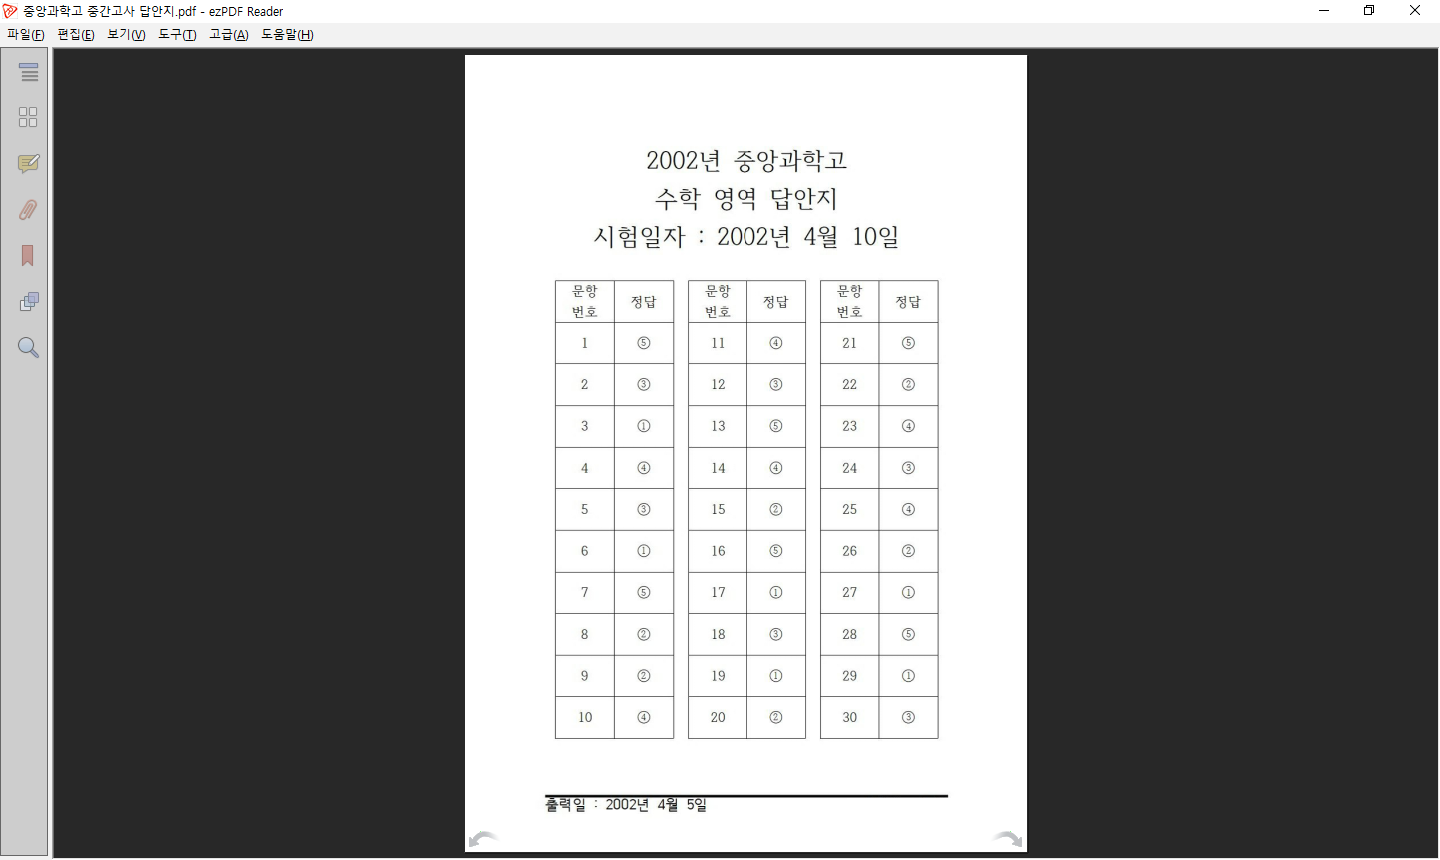 중앙과학고 중간고사 답안지.pdf - ezPDF Reader
파일(F) 편집(E) 보기(V) 도구(T) 고급(A) 도움말(H)
2002년 중앙과학고
수학 영역 답안지
시험일자 : 2002년 4월 10일
문항 번호 정답 문항 번호 정답 문항 번호 정답
1 ⑤ 11 ④ 21 ⑤
2 ③ 12 ③ 22 ②
3 ① 13 ⑤ 23 ④
4 ④ 14 ④ 24 ③
5 ③ 15 ② 25 ④
6 ① 16 ⑤ 26 ②
7 ⑤ 17 ① 27 ①
8 ② 18 ③ 28 ⑤
9 ② 19 ① 29 ①
10 ④ 20 ② 30 ③
출력일 : 2002년 4월 5일